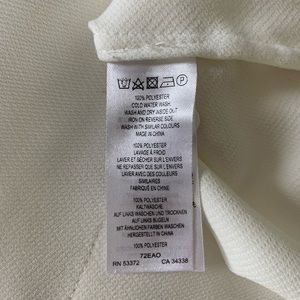 100% POLYESTER
COLD WATER WASH
WASH AND DRY INSIDE OUT
IRON ON REVERSE SIDE
WASH WITH SIMILAR COLOURS
MADE IN CHINA
100% POLYESTER
LAVAGE À FROID
LAVER ET SÉCHER SUR L'ENVERS
NE REPASSER QUE SUR L'ENVERS
LAVER AVEC DES COULEURS
SIMILAIRES
FABRIQUÉ EN CHINE
100% POLYESTER
KALTWÄSCHE
AUF LINKS WASCHEN UND TROCKNEN
AUF LINKS BÜGELN
MIT ÄHNLICHEN FARBEN WASCHEN
HERGESTELLT IN CHINA
100% POLYESTER
72EAO
RN 53372 CA 34338